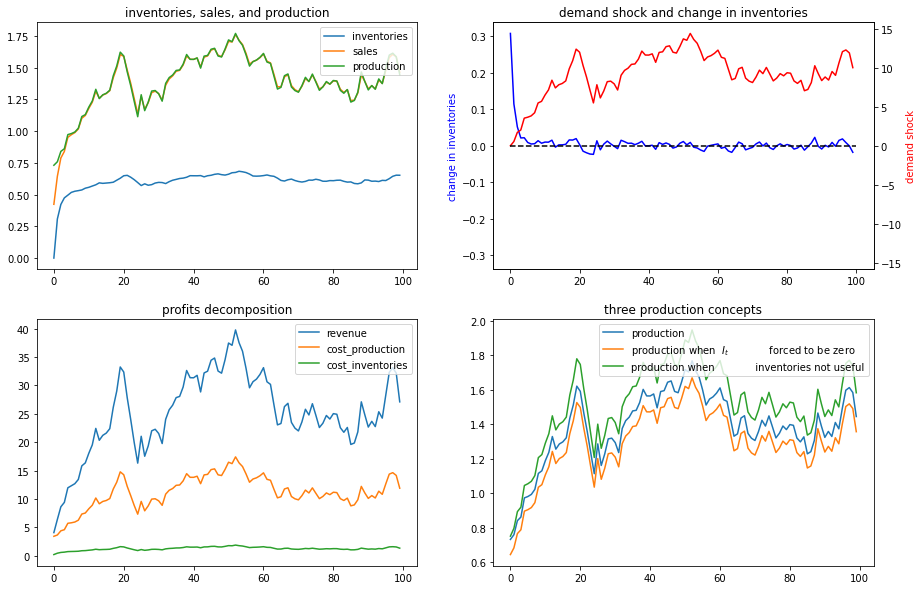 inventories, sales, and production
inventories
sales
production
1.75
1.50
1.25
1.00
0.75
0.50
0.25
0.00
0 20 40 60 80 100
demand shock and change in inventories
change in inventories
0.3
0.2
0.1
0.0
−0.1
−0.2
−0.3
15
10
5
0
−5
−10
−15
demand shock
0 20 40 60 80 100
profits decomposition
revenue
cost_production
cost_inventories
40
35
30
25
20
15
10
5
0
0 20 40 60 80 100
three production concepts
production
production when I_t forced to be zero
production when inventories not useful
2.0
1.8
1.6
1.4
1.2
1.0
0.8
0.6
0 20 40 60 80 100